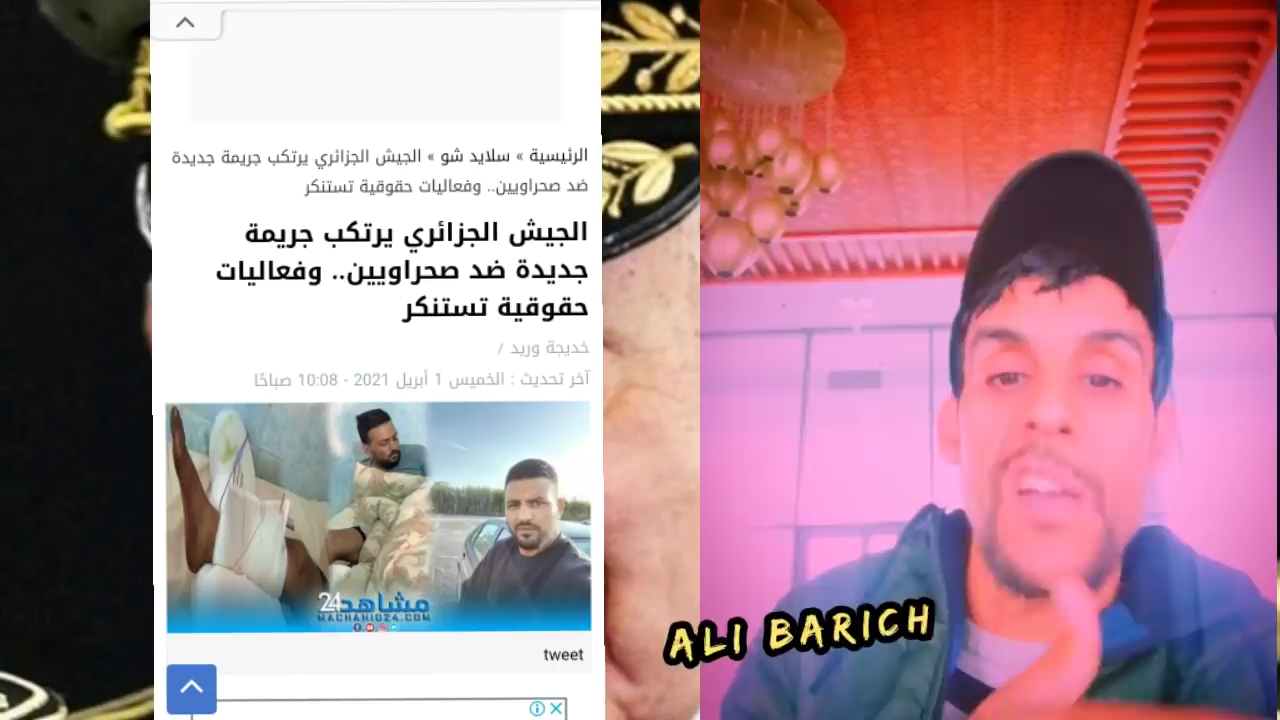 الرئيسية » سلايد شو » الجيش الجزائري يرتكب جريمة جديدة
ضد صحراويين.. وفعاليات حقوقية تستنكر
الجيش الجزائري يرتكب جريمة
جديدة ضد صحراويين.. وفعاليات
حقوقية تستنكر
خديجة وريد /
آخر تحديث : الخميس 1 أبريل 2021 - 10:08 صباحًا
مشاهد24
MACHAHID24.COM
tweet
ALI BARICH